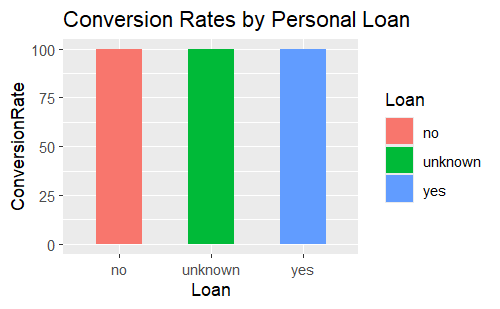 Conversion Rates by Personal Loan
100
75
50
25
0
ConversionRate
no
unknown
yes
Loan
Loan
no
unknown
yes